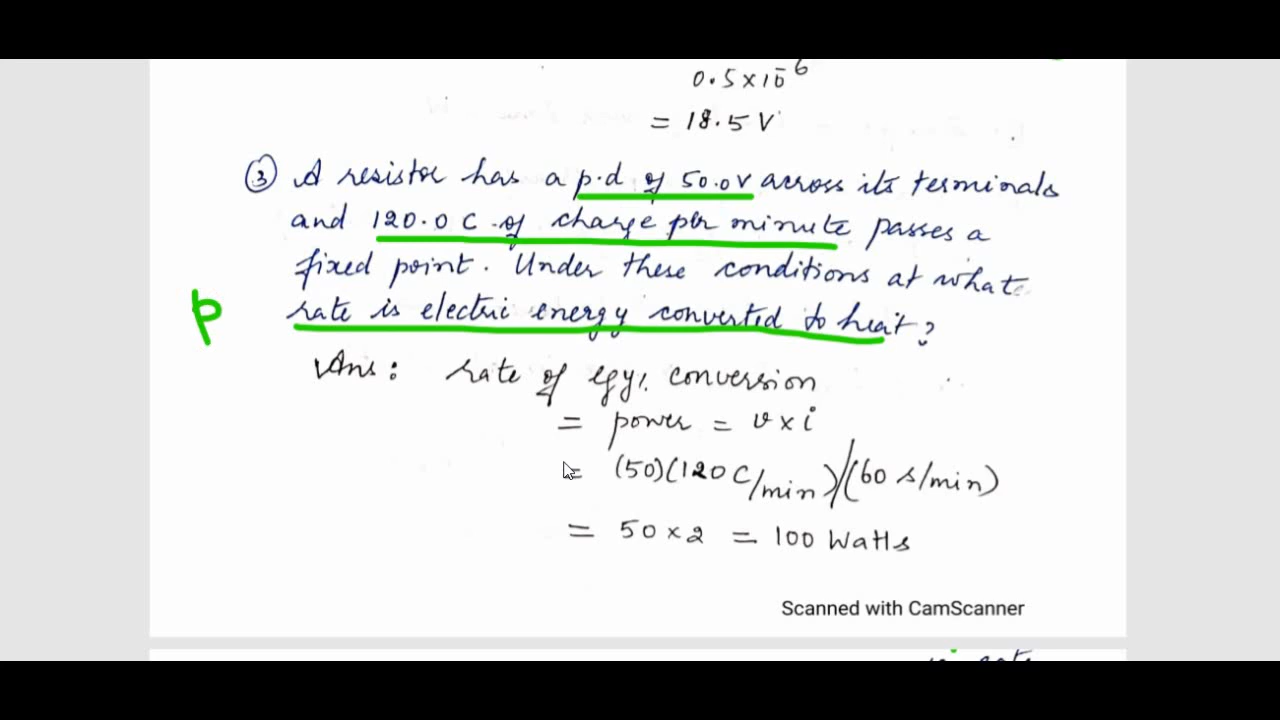 0.5×10⁻⁶
= 18.5 V
③ A resistor has a p.d of 50.0V across its terminals
and 120.0 C of charge per minute passes a
fixed point. Under these conditions at what
rate is electric energy converted to heat?
p
Ans: rate of egy. conversion
= power = v×i
= (50)(120 C/min)/(60 s/min)
= 50×2 = 100 Watts
Scanned with CamScanner